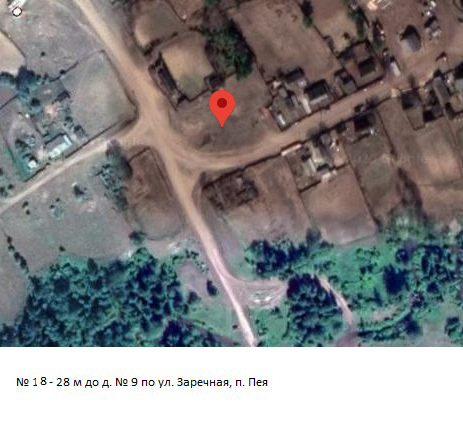 № 18 - 28 м до д. № 9 по ул. Заречная, п. Пея